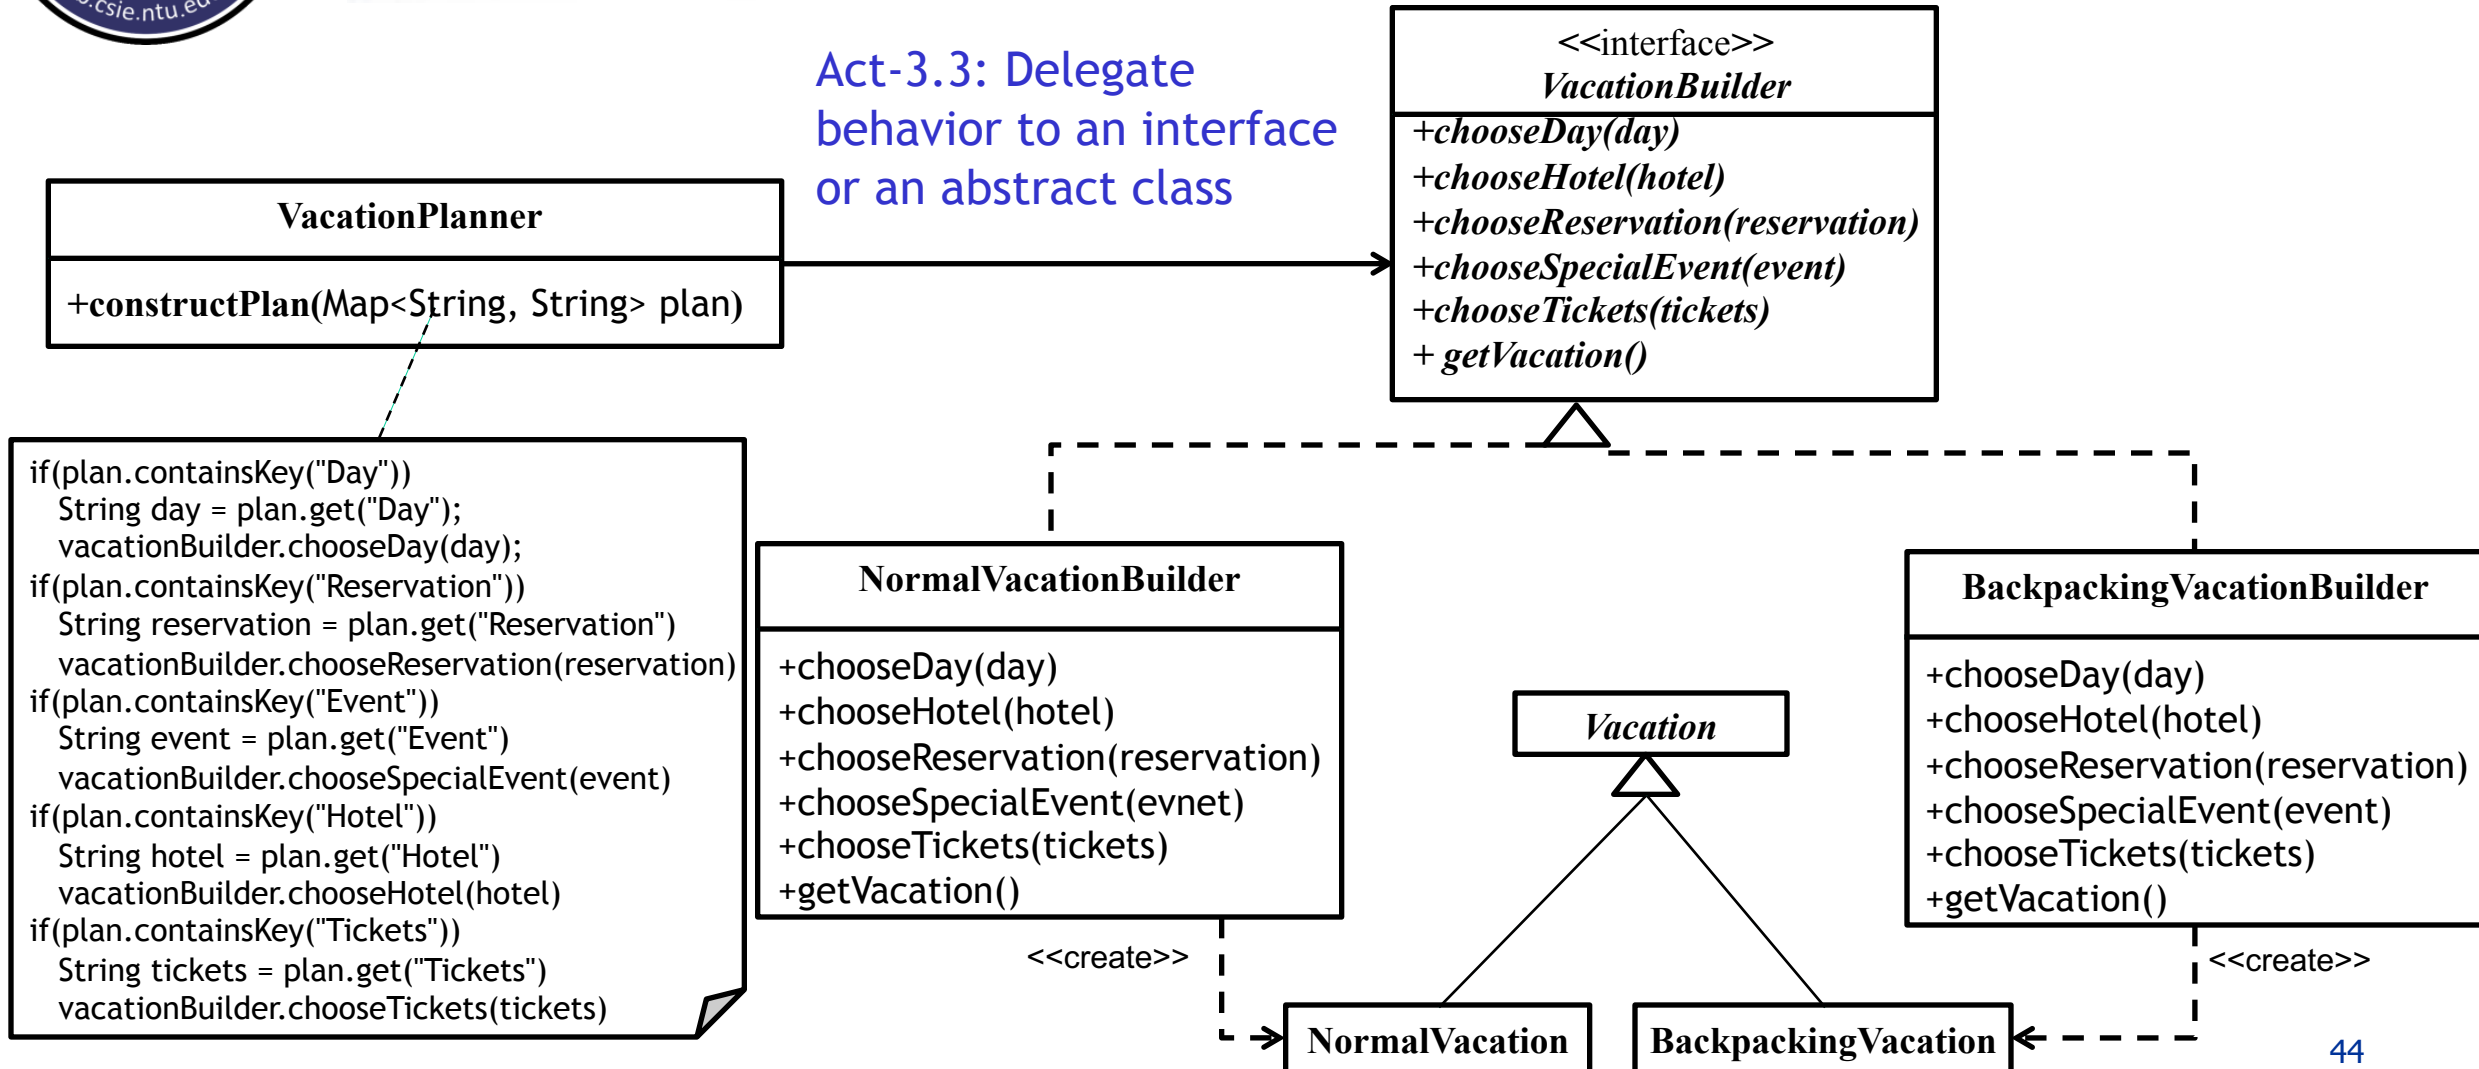 csie.ntu.ed
Act-3.3: Delegate
behavior to an interface
or an abstract class
<<interface>>
VacationBuilder
+chooseDay(day)
+chooseHotel(hotel)
+chooseReservation(reservation)
+chooseSpecialEvent(event)
+chooseTickets(tickets)
+ getVacation()
VacationPlanner
+constructPlan(Map<String, String> plan)
if(plan.containsKey("Day"))
String day = plan.get("Day");
vacationBuilder.chooseDay(day);
if(plan.containsKey("Reservation"))
String reservation = plan.get("Reservation")
vacationBuilder.chooseReservation(reservation)
if(plan.containsKey("Event"))
String event = plan.get("Event")
vacationBuilder.chooseSpecialEvent(event)
if(plan.containsKey("Hotel"))
String hotel = plan.get("Hotel")
vacationBuilder.chooseHotel(hotel)
if(plan.containsKey("Tickets"))
String tickets = plan.get("Tickets")
vacationBuilder.chooseTickets(tickets)
NormalVacationBuilder
+chooseDay(day)
+chooseHotel(hotel)
+chooseReservation(reservation)
+chooseSpecialEvent(evnet)
+chooseTickets(tickets)
+getVacation()
<<create>>
Vacation
NormalVacation
BackpackingVacation
BackpackingVacationBuilder
+chooseDay(day)
+chooseHotel(hotel)
+chooseReservation(reservation)
+chooseSpecialEvent(event)
+chooseTickets(tickets)
+getVacation()
<<create>>
44